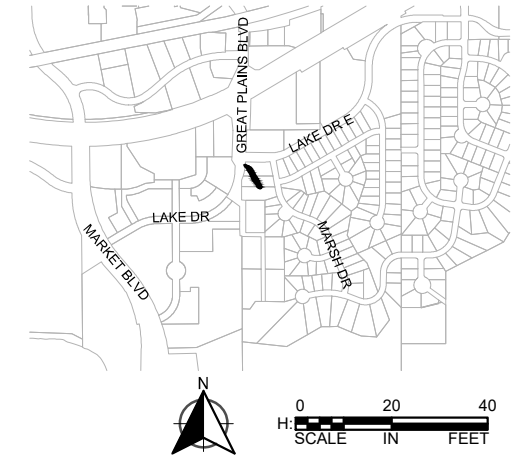 GREAT PLAINS BLVD
LAKE DR E
LAKE DR
MARKET BLVD
MARSH DR
N
0 20 40
H:
SCALE IN FEET